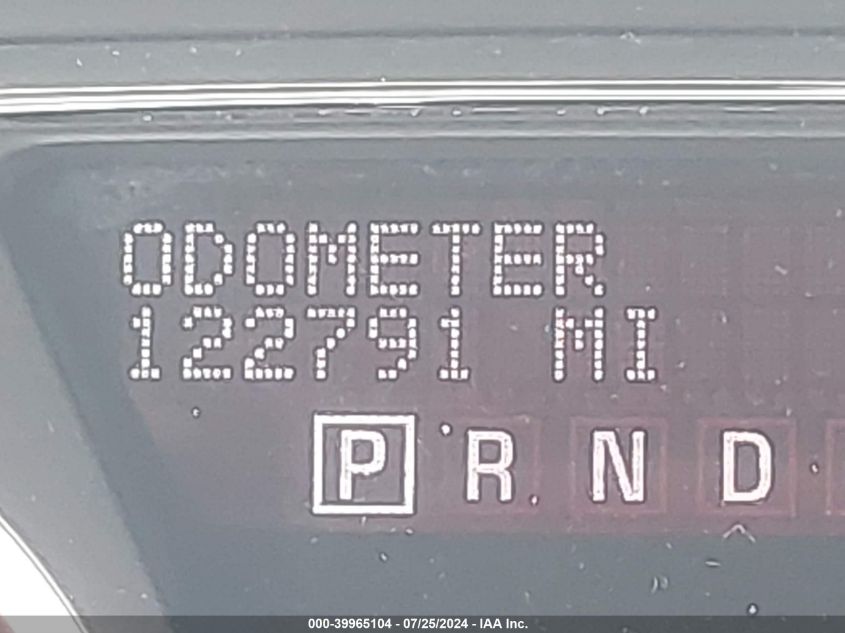 ODOMETER
122791 MI
P R N D
000-39965104 - 07/25/2024 - IAA Inc.